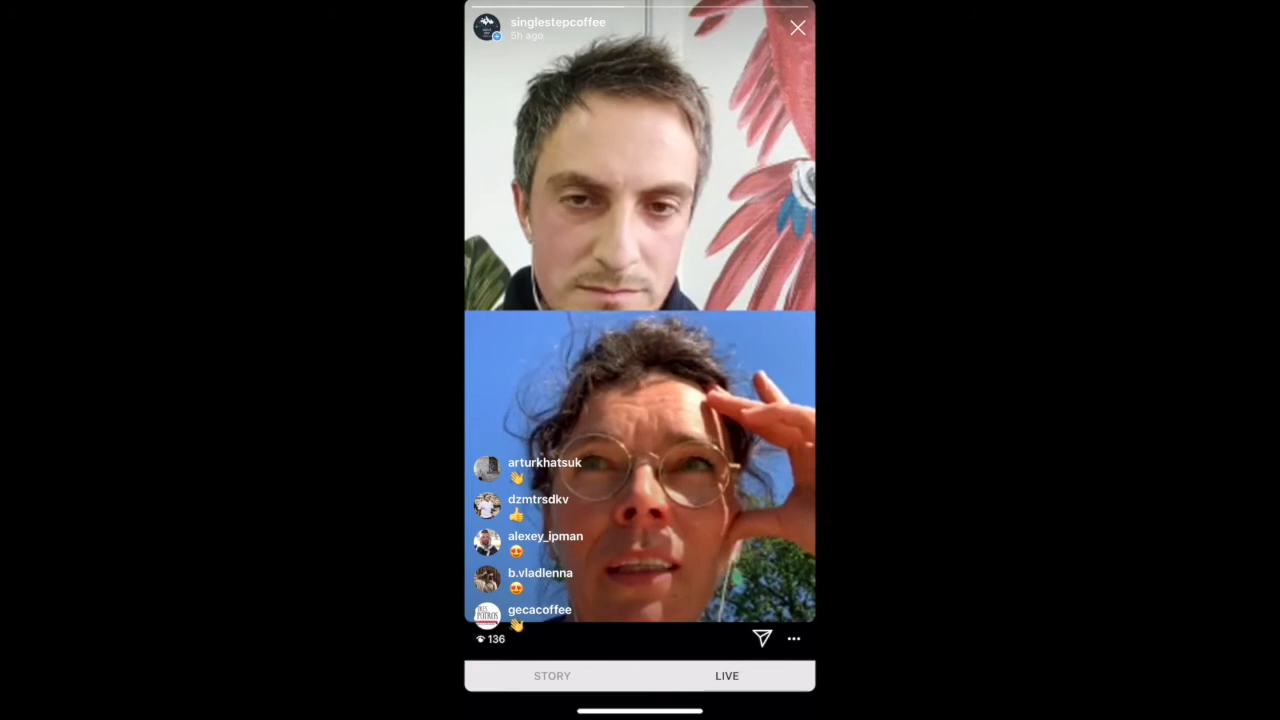 singlestepcoffee
5h ago
arturkhatsuk
👋
dzmtrsdkv
👍
alexey_ipman
😍
b.vladlenna
😍
gecacoffee
👋
136
STORY
LIVE